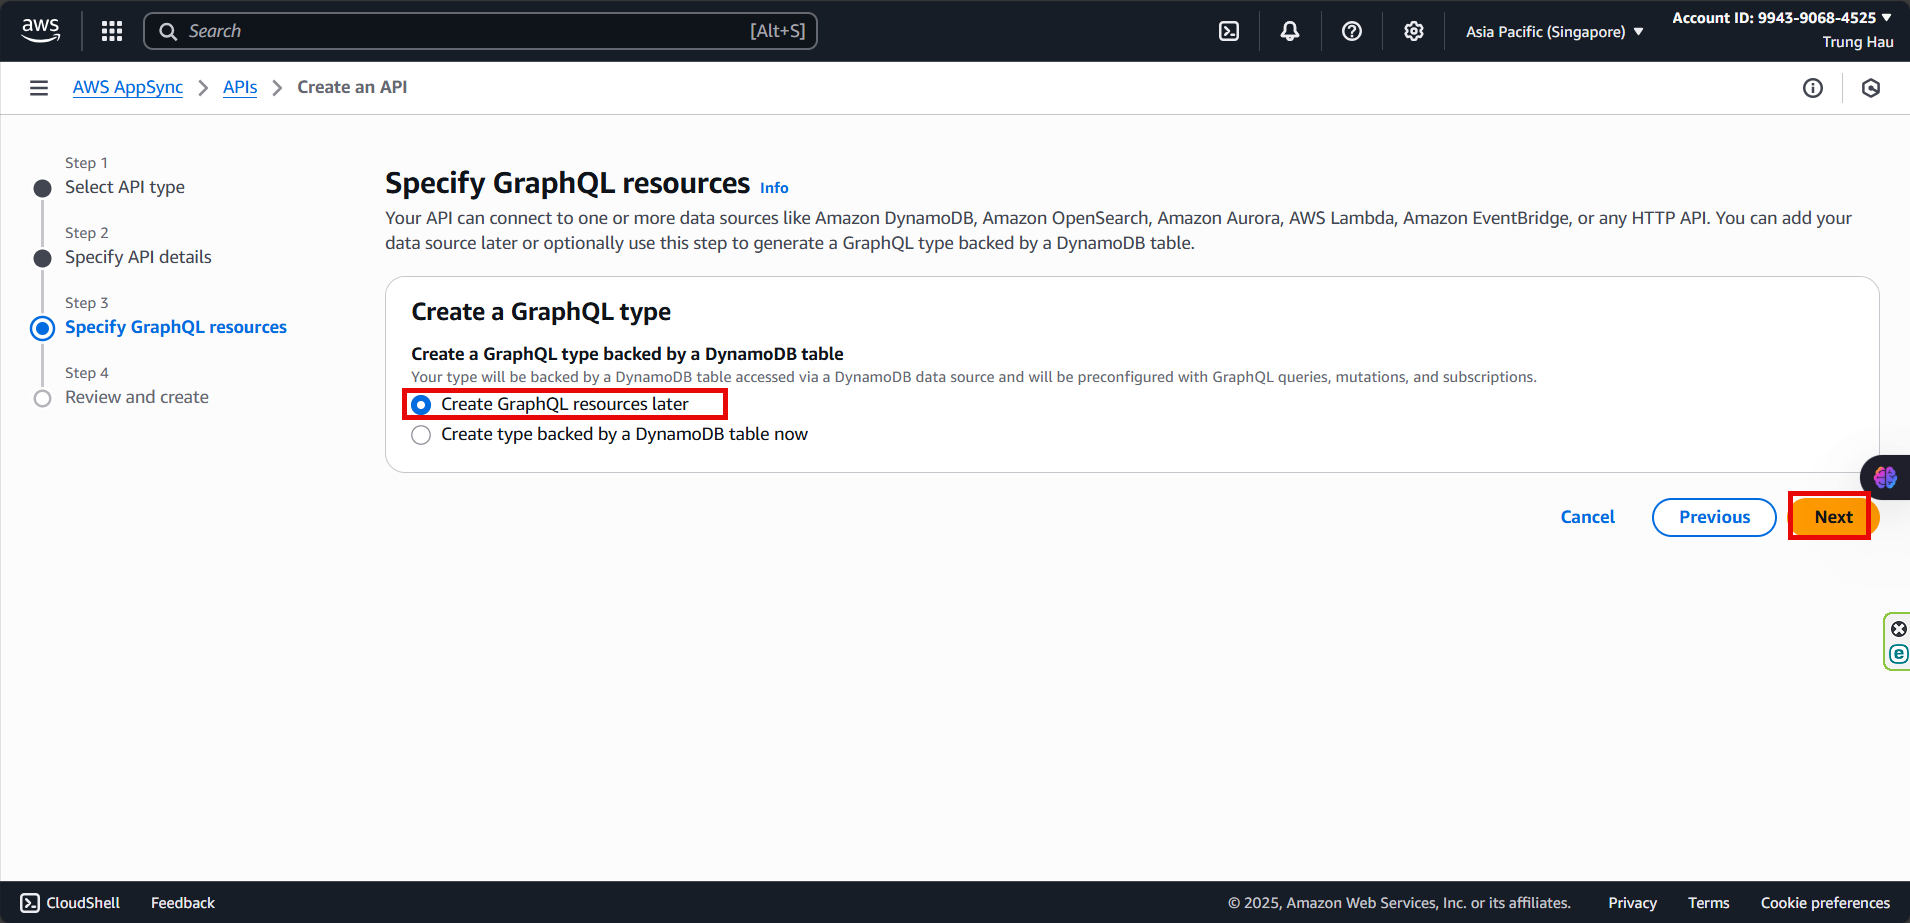 aws
Search [Alt+S]
Asia Pacific (Singapore)
Account ID: 9943-9068-4525
Trung Hau
AWS AppSync
APIs
Create an API
Step 1
Select API type
Step 2
Specify API details
Step 3
Specify GraphQL resources
Step 4
Review and create
Specify GraphQL resources Info
Your API can connect to one or more data sources like Amazon DynamoDB, Amazon OpenSearch, Amazon Aurora, AWS Lambda, Amazon EventBridge, or any HTTP API. You can add your
data source later or optionally use this step to generate a GraphQL type backed by a DynamoDB table.
Create a GraphQL type
Create a GraphQL type backed by a DynamoDB table
Your type will be backed by a DynamoDB table accessed via a DynamoDB data source and will be preconfigured with GraphQL queries, mutations, and subscriptions.
Create GraphQL resources later
Create type backed by a DynamoDB table now
Cancel
Previous
Next
CloudShell
Feedback
© 2025, Amazon Web Services, Inc. or its affiliates.
Privacy
Terms
Cookie preferences